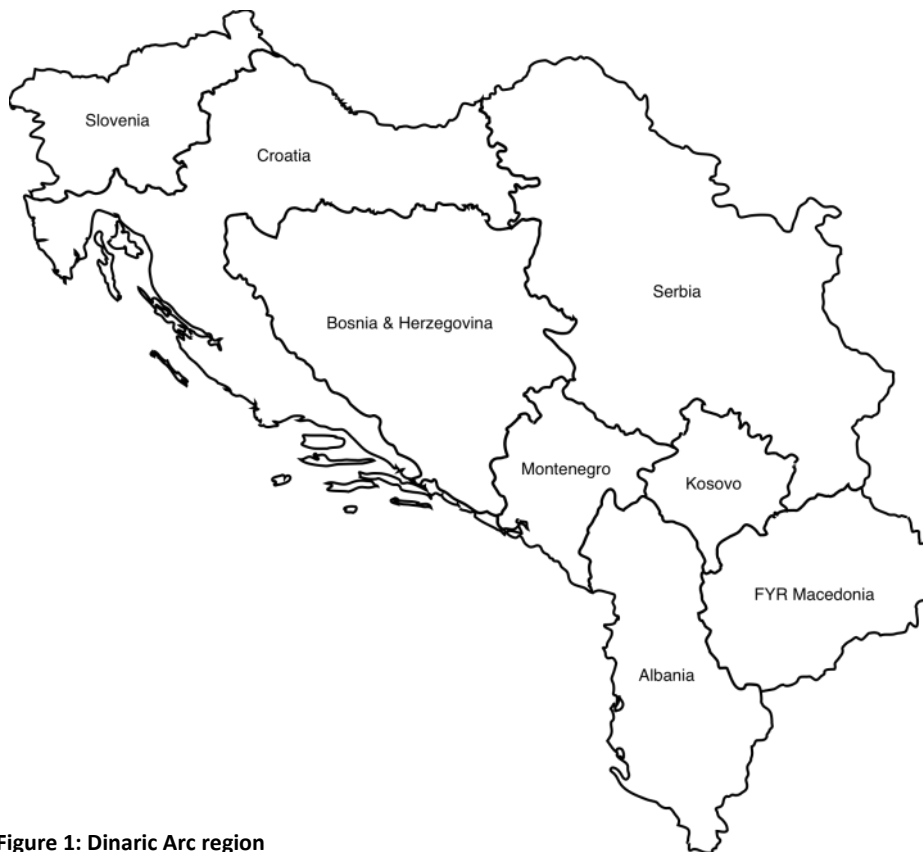 Slovenia
Croatia
Serbia
Bosnia & Herzegovina
Montenegro
Kosovo
FYR Macedonia
Albania
Figure 1: Dinaric Arc region